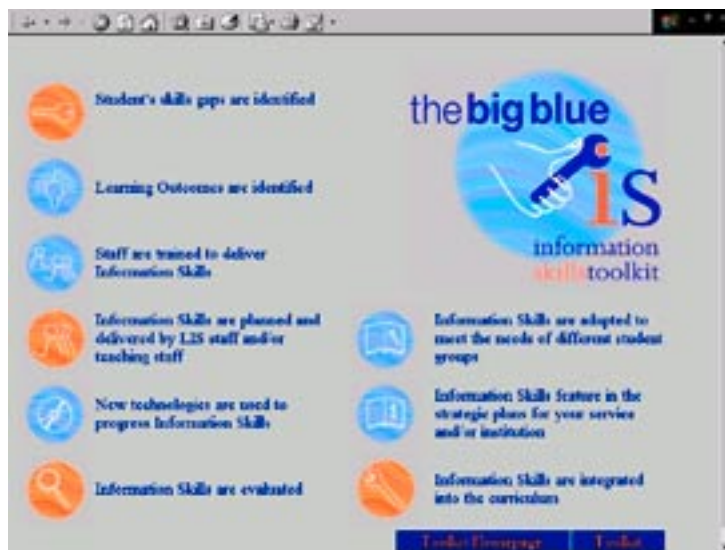 Student's skills gaps are identified
Learning Outcomes are identified
Staff are trained to deliver
Information Skills
Information Skills are planned and
delivered by LIS staff and/or
teaching staff
New technologies are used to
progress Information Skills
Information Skills are evaluated
the big blue
is
information
skills toolkit
Information Skills are adapted to
meet the needs of different student
groups
Information Skills feature in the
strategic plans for your service
and/or institution
Information Skills are integrated
into the curriculum
Toolkit Homepage
Toolkit